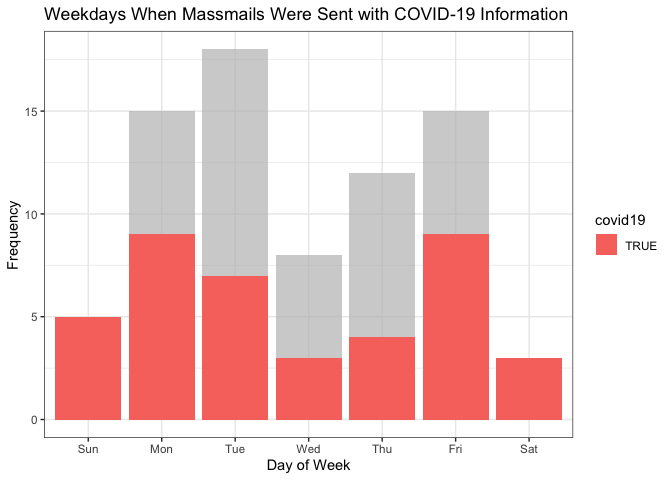 Weekdays When Massmails Were Sent with COVID-19 Information
15
10
5
0
Frequency
Sun Mon Tue Wed Thu Fri Sat
Day of Week
covid19
TRUE